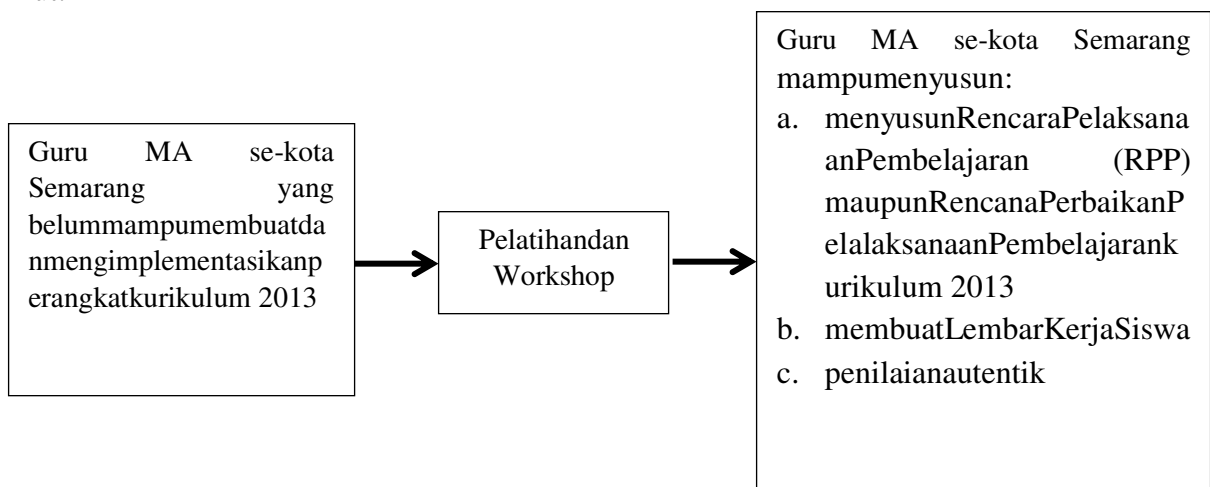 Guru MA se-kota
Semarang yang
belummampumembuatda
nmengimplementasikanp
erangkatkurikulum 2013
Pelatihandan
Workshop
Guru MA se-kota Semarang
mampumenyusun:
a. menyusunRencaraPelaksana
anPembelajaran (RPP)
maupunRencanaPerbaikanP
elalaksanaanPembelajarank
urikulum 2013
b. membuatLembarKerjaSiswa
c. penilaianautentik